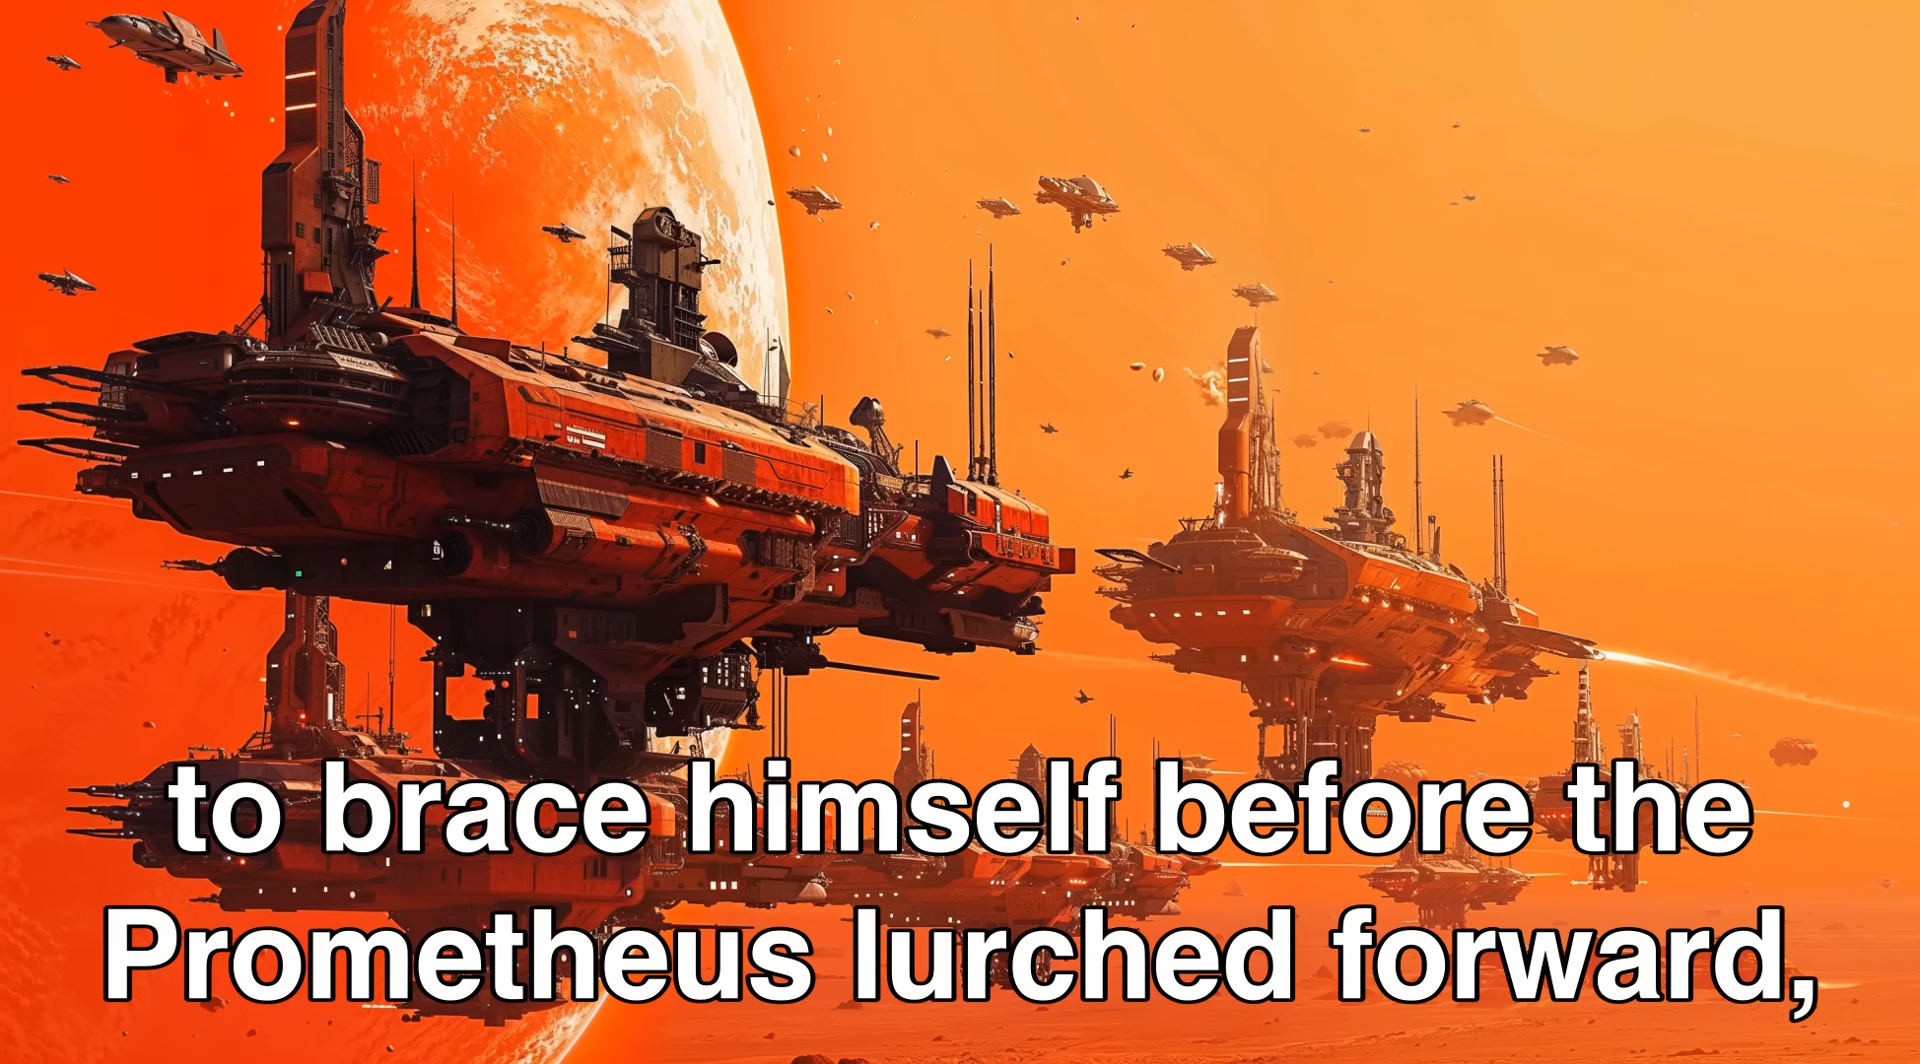 to brace himself before the
Prometheus lurched forward,